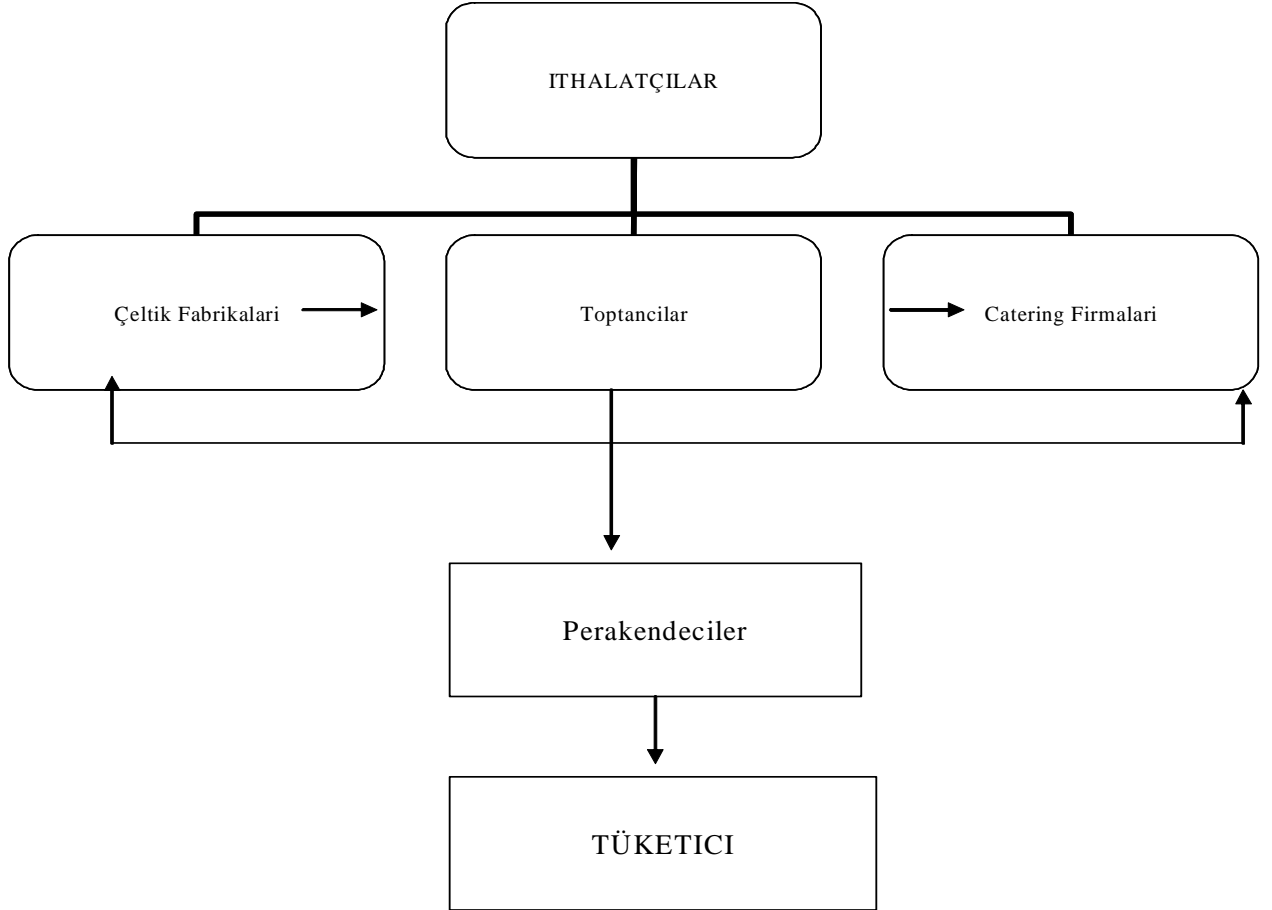 ITHALATÇILAR
Çeltik Fabrikalari
Toptancilar
Catering Firmalari
Perakendeciler
TÜKETICI